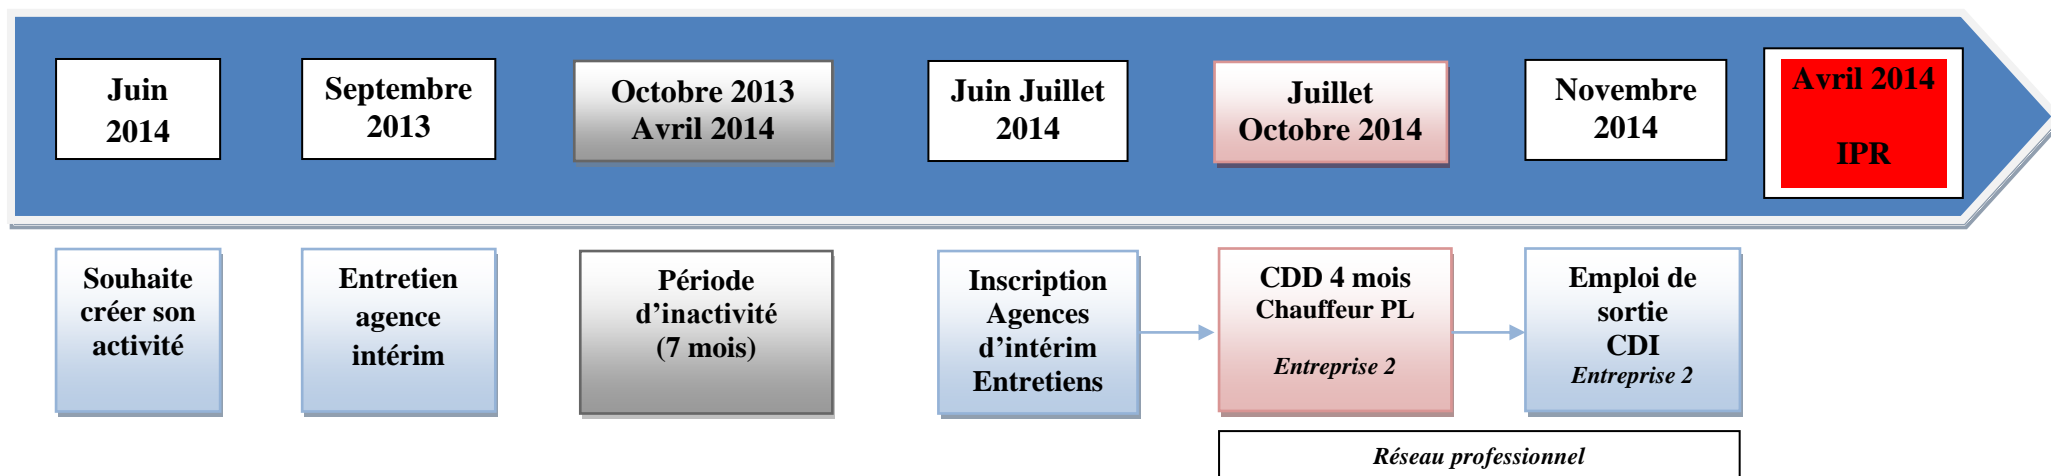 Juin
2014
Septembre
2013
Octobre 2013
Avril 2014
Juin Juillet
2014
Juillet
Octobre 2014
Novembre
2014
Avril 2014
IPR
Souhaite
créer son
activité
Entretien
agence
intérim
Période
d’inactivité
(7 mois)
Inscription
Agences
d’intérim
Entretiens
CDD 4 mois
Chauffeur PL
Entreprise 2
Emploi de
sortie
CDI
Entreprise 2
Réseau professionnel